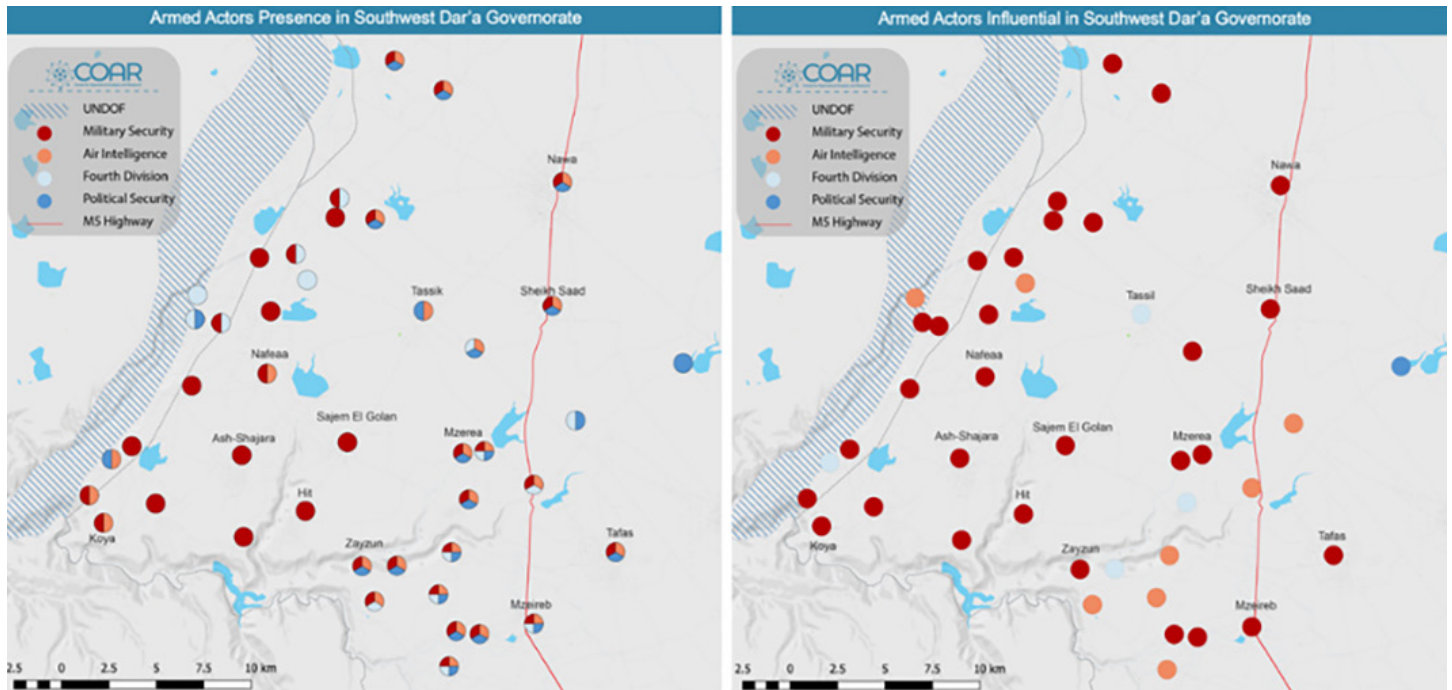 Armed Actors Presence in Southwest Dar'a Governorate
COAR
UNDOF
Military Security
Air Intelligence
Fourth Division
Political Security
M5 Highway
Nawa
Tassik
Sheikh Saad
Nafeaa
Sajem El Golan
Ash-Shajara
Mzerea
Hit
Koya
Zayzun
Tafas
Mzeireb
2.5 0 2.5 5 7.5 10 km
Armed Actors Influential in Southwest Dar'a Governorate
COAR
UNDOF
Military Security
Air Intelligence
Fourth Division
Political Security
M5 Highway
Nawa
Tassil
Sheikh Saad
Nafeaa
Sajem El Golan
Ash-Shajara
Mzerea
Hit
Koya
Zayzun
Tafas
Mzeireb
2.5 0 2.5 5 7.5 10 km